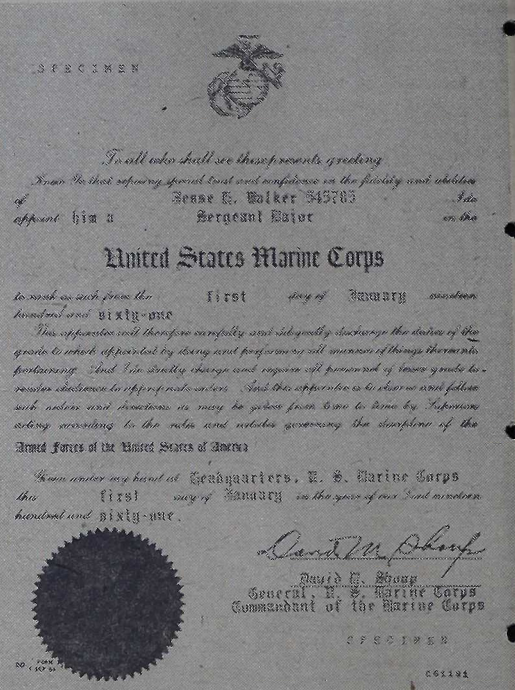 SPECIMEN
To all who shall see these presents greeting
Know Ye that reposing special trust and confidence in the fidelity and abilities
of Jesse L. Walker I do
appoint him a Sergeant Major in the
United States Marine Corps
to rank as such from the first day of January nineteen
hundred and sixty-one
This appointee will therefore carefully and diligently discharge the duties of the
grade to which appointed by doing and performing all manner of things thereunto
pertaining. And I do strictly charge and require all personnel of lesser grade to
render obedience to appropriate orders. And this appointee is to observe and follow
such orders and directions as may be given from time to time by Superiors
acting according to the rules and articles governing the discipline of the
Armed Forces of the United States of America
Given under my hand at Headquarters, U. S. Marine Corps
this first day of January in the year of our Lord nineteen
hundred and sixty-one.
David M. Shoup
David M. Shoup
General, U. S. Marine Corps
Commandant of the Marine Corps
SPECIMEN
DD FORM
C61191